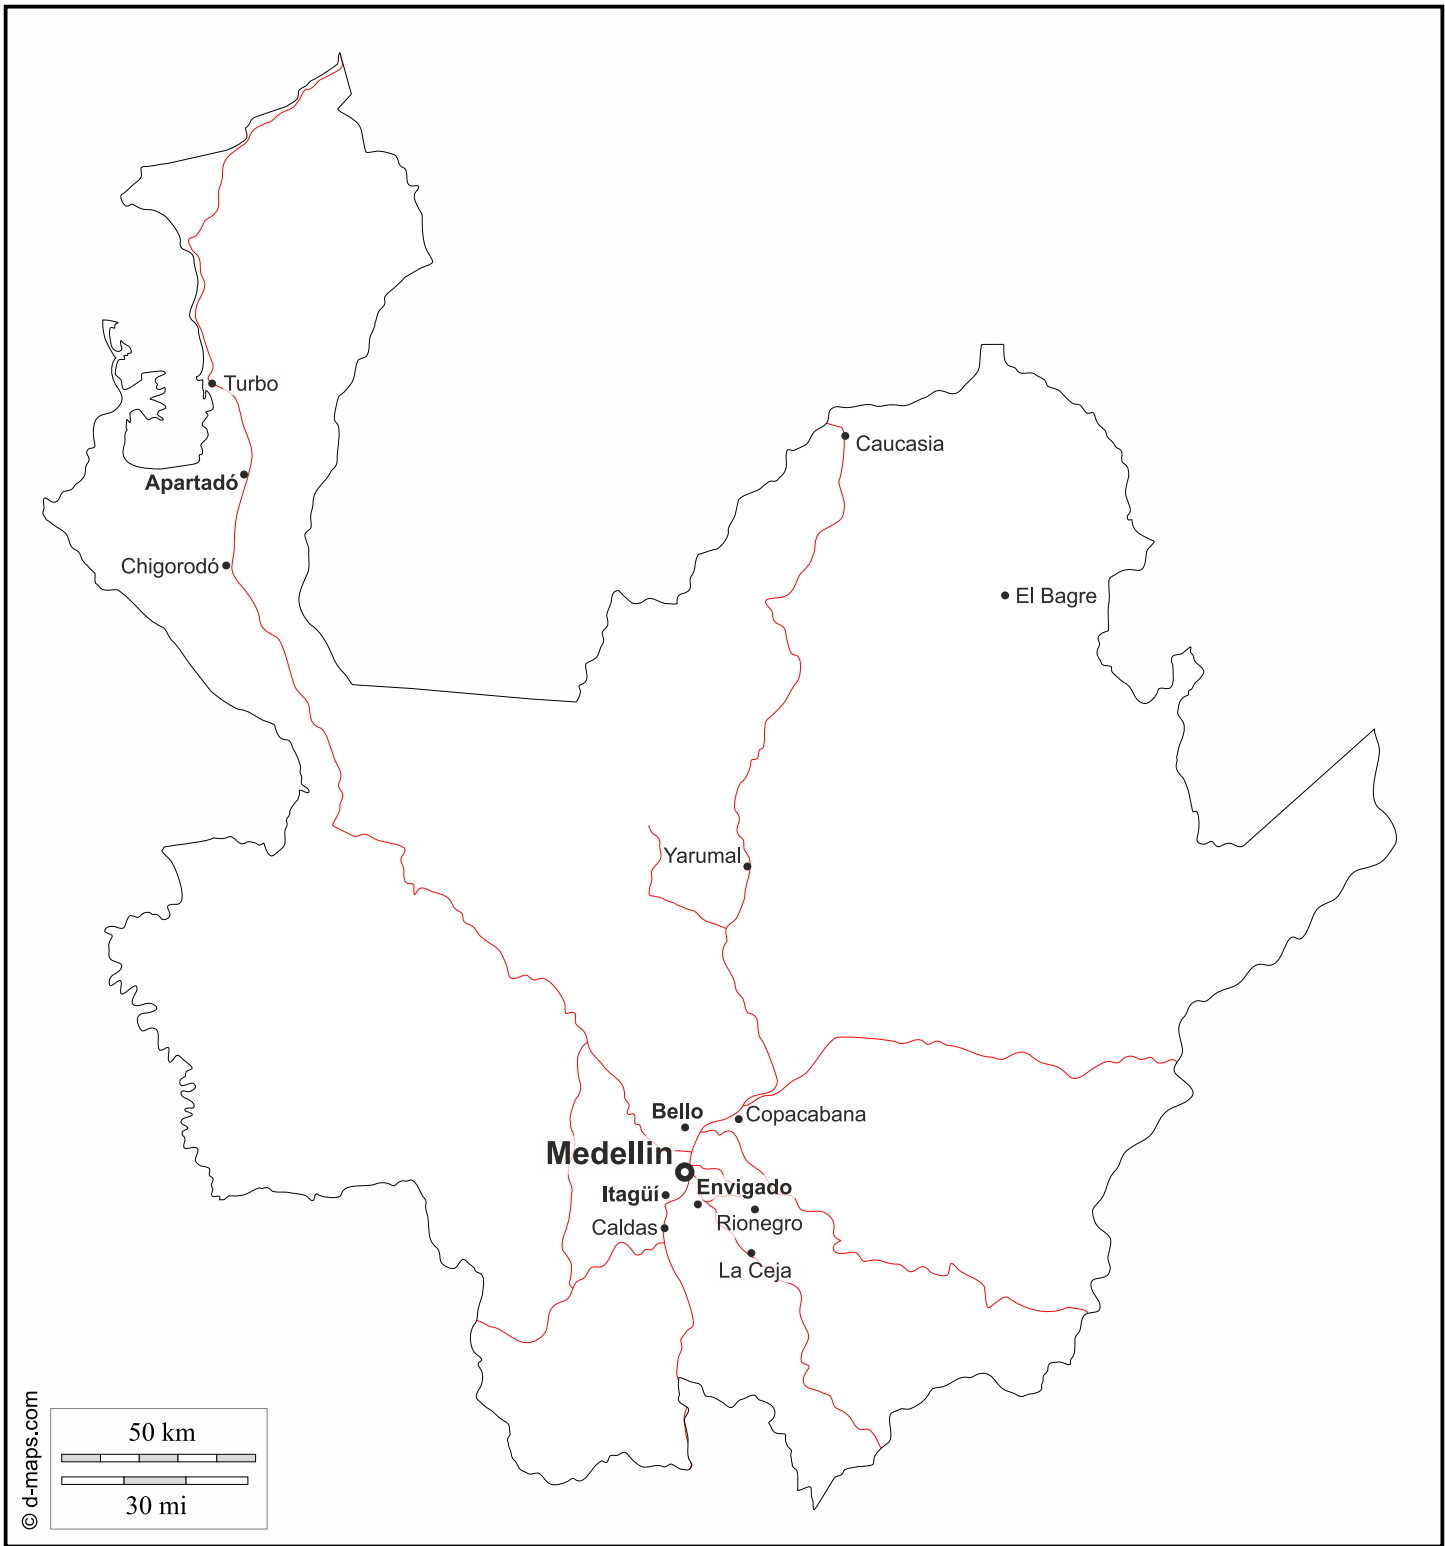 Turbo
Caucasia
Apartadó
Chigorodó
El Bagre
Yarumal
Bello
Copacabana
Medellin
Itagüí
Envigado
Rionegro
Caldas
La Ceja
50 km
30 mi
© d-maps.com